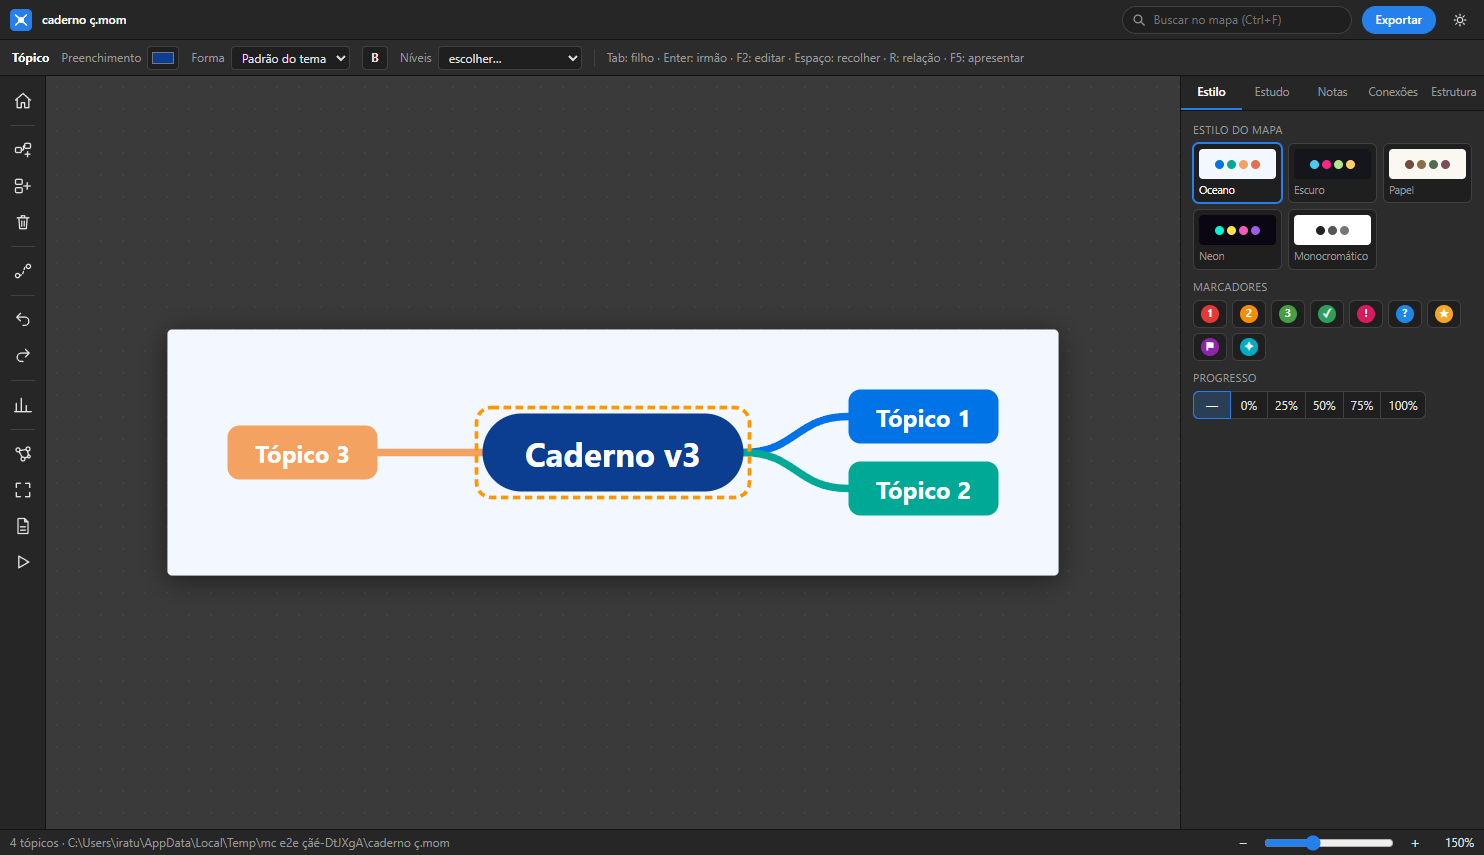 caderno ç.mom
Buscar no mapa (Ctrl+F)
Exportar
Tópico
Preenchimento
Forma
Padrão do tema
B
Níveis
escolher...
Tab: filho · Enter: irmão · F2: editar · Espaço: recolher · R: relação · F5: apresentar
Estilo
Estudo
Notas
Conexões
Estrutura
ESTILO DO MAPA
Oceano
Escuro
Papel
Neon
Monocromático
MARCADORES
1
2
3
!
?
PROGRESSO
—
0%
25%
50%
75%
100%
Tópico 3
Caderno v3
Tópico 1
Tópico 2
4 tópicos · C:\Users\iratu\AppData\Local\Temp\mc e2e çãé-DtJXgA\caderno ç.mom
150%